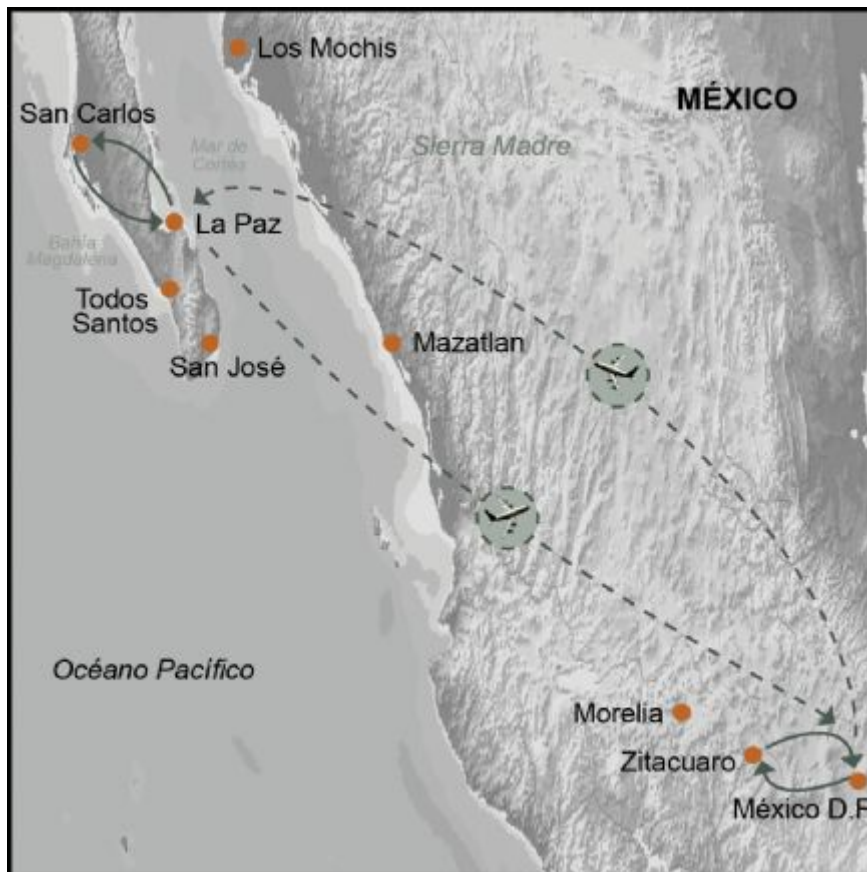 Los Mochis
MÉXICO
San Carlos
Mar de
Cortéz
Sierra Madre
La Paz
Bahía
Magdalena
Todos
Santos
San José
Mazatlan
Océano Pacífico
Morelia
Zitacuaro
México D.F